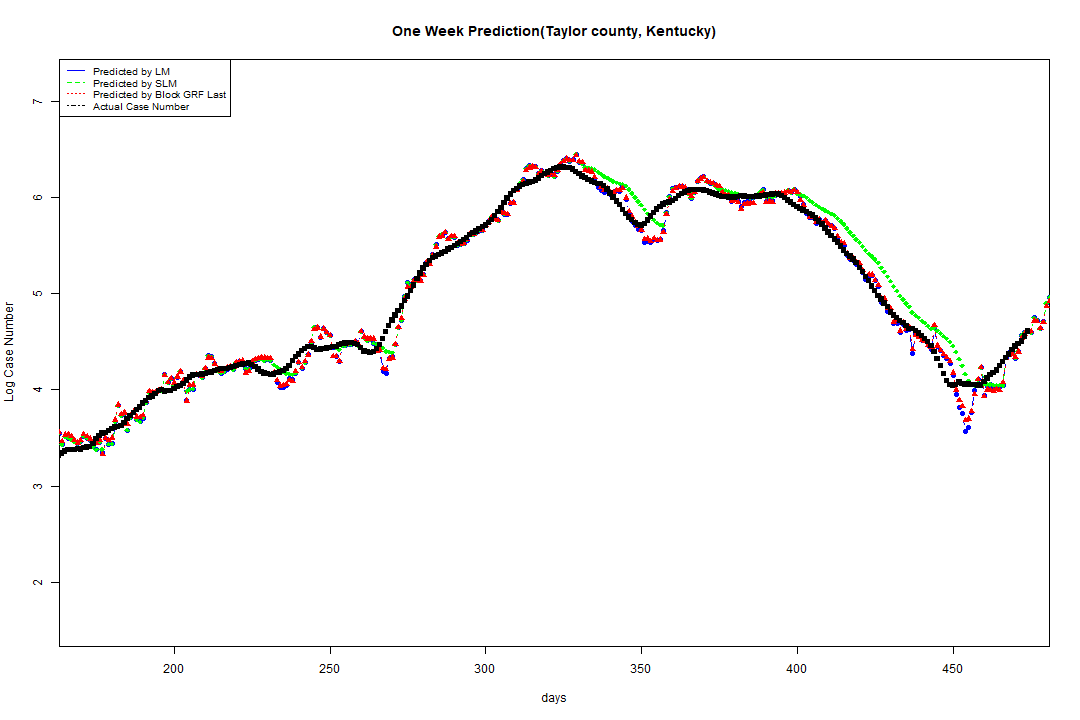 One Week Prediction(Taylor county, Kentucky)
Predicted by LM
Predicted by SLM
Predicted by Block GRF Last
Actual Case Number
7
6
5
4
3
2
Log Case Number
200 250 300 350 400 450
days